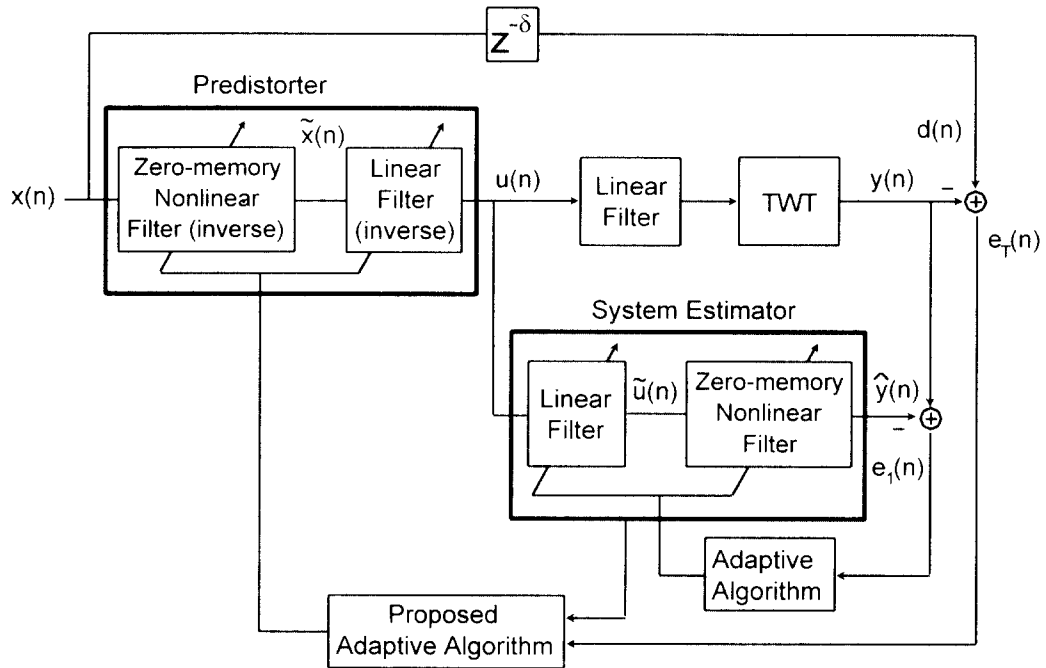 z^{-δ}
Predistorter
d(n)
x̃(n)
Zero-memory
Nonlinear
Filter (inverse)
Linear
Filter
(inverse)
x(n)
u(n)
Linear
Filter
TWT
y(n)
−
+
e_T(n)
System Estimator
Linear
Filter
ũ(n)
Zero-memory
Nonlinear
Filter
ŷ(n)
−
+
e_1(n)
Adaptive
Algorithm
Proposed
Adaptive Algorithm